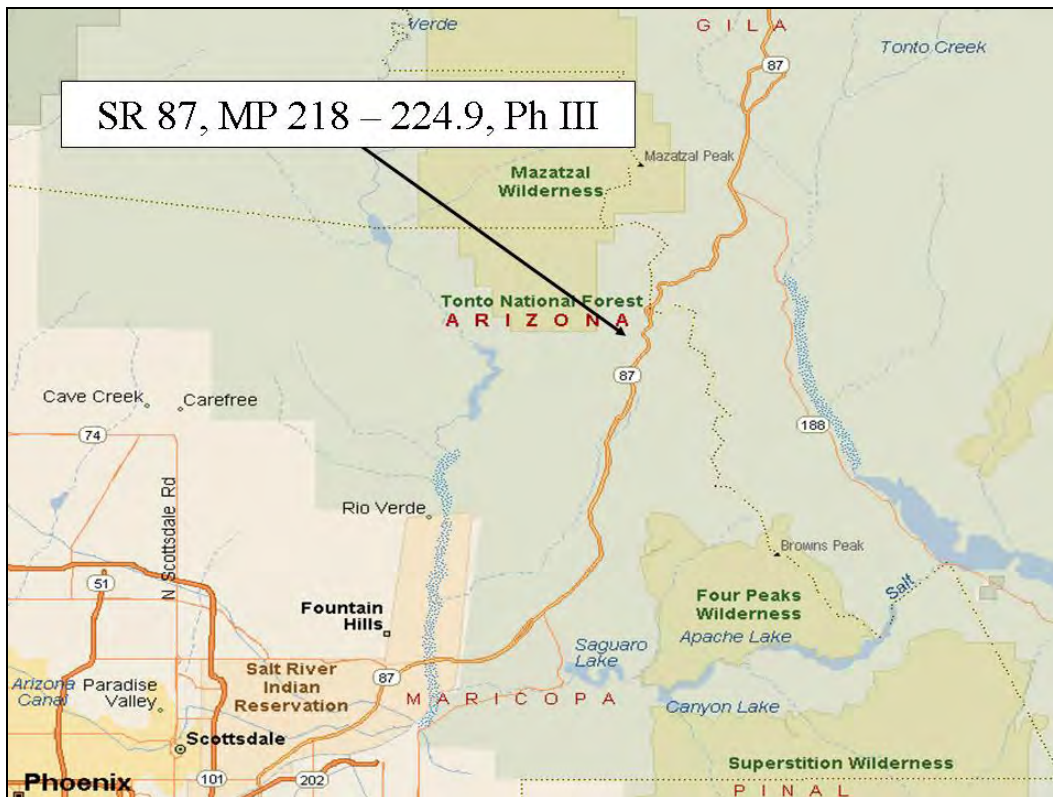 Verde
G I L A
Tonto Creek
87
SR 87, MP 218 – 224.9, Ph III
Mazatzal Peak
Mazatzal
Wilderness
Tonto National Forest
A R I Z O N A
87
Cave Creek
Carefree
74
188
N Scottsdale Rd
Rio Verde
Browns Peak
51
Fountain
Hills
Four Peaks
Wilderness
Salt
Saguaro
Lake
Apache Lake
Salt River
Indian
Reservation
87
M A R I C O P A
Canyon Lake
Arizona
Canal
Paradise
Valley
Scottsdale
Superstition Wilderness
Phoenix
101
202
P I N A L